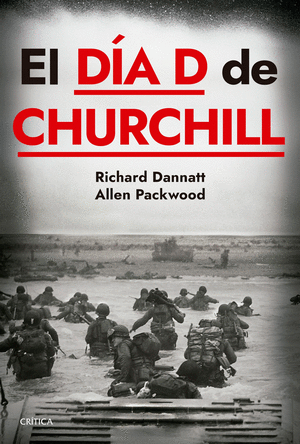 El DÍA D de
CHURCHILL
Richard Dannatt
Allen Packwood
CRÍTICA